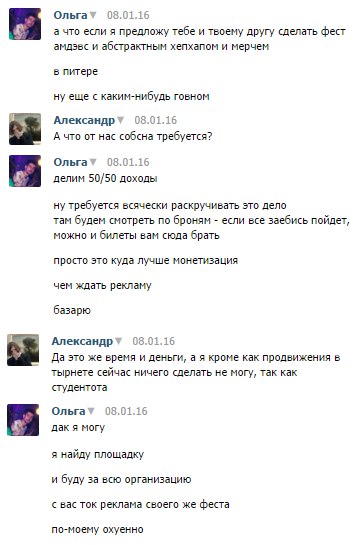 Ольга▼ 08.01.16
а что если я предложу тебе и твоему другу сделать фест
амдэвс и абстрактным хепхапом и мерчем
в питере
ну еще с каким-нибудь говном
Александр▼ 08.01.16
А что от нас собсна требуется?
Ольга▼ 08.01.16
делим 50/50 доходы
ну требуется всячески раскручивать это дело
там будем смотреть по броням - если все заебись пойдет,
можно и билеты вам сюда брать
просто это куда лучше монетизация
чем ждать рекламу
базарю
Александр▼ 08.01.16
Да это же время и деньги, а я кроме как продвижения в
тырнете сейчас ничего сделать не могу, так как
студентота
Ольга▼ 08.01.16
дак я могу
я найду площадку
и буду за всю организацию
с вас ток реклама своего же феста
по-моему охуенно